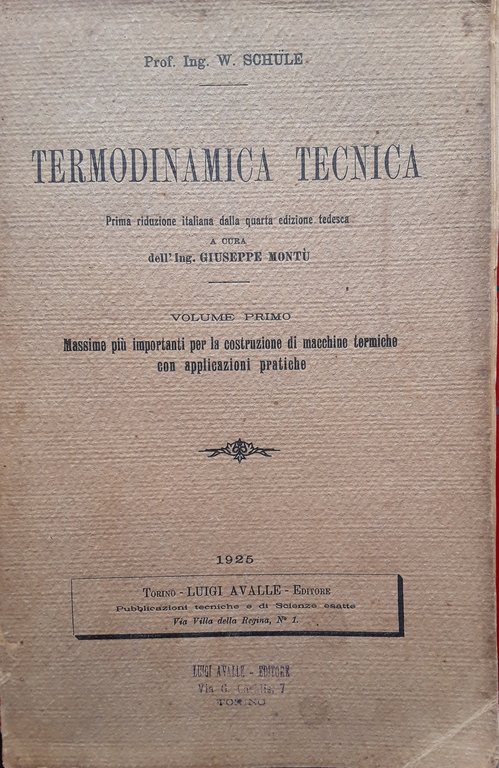 Prof. Ing. W. SCHÜLE
TERMODINAMICA TECNICA
Prima riduzione italiana dalla quarta edizione tedesca
A CURA
dell'Ing. GIUSEPPE MONTÙ
VOLUME PRIMO
Massime più importanti per la costruzione di macchine termiche
con applicazioni pratiche
1925
TORINO - LUIGI AVALLE - EDITORE
Pubblicazioni tecniche e di Scienze esatte
Via Villa della Regina, N° 1.
LUIGI AVALLE - EDITORE
Via G. 7
TORINO